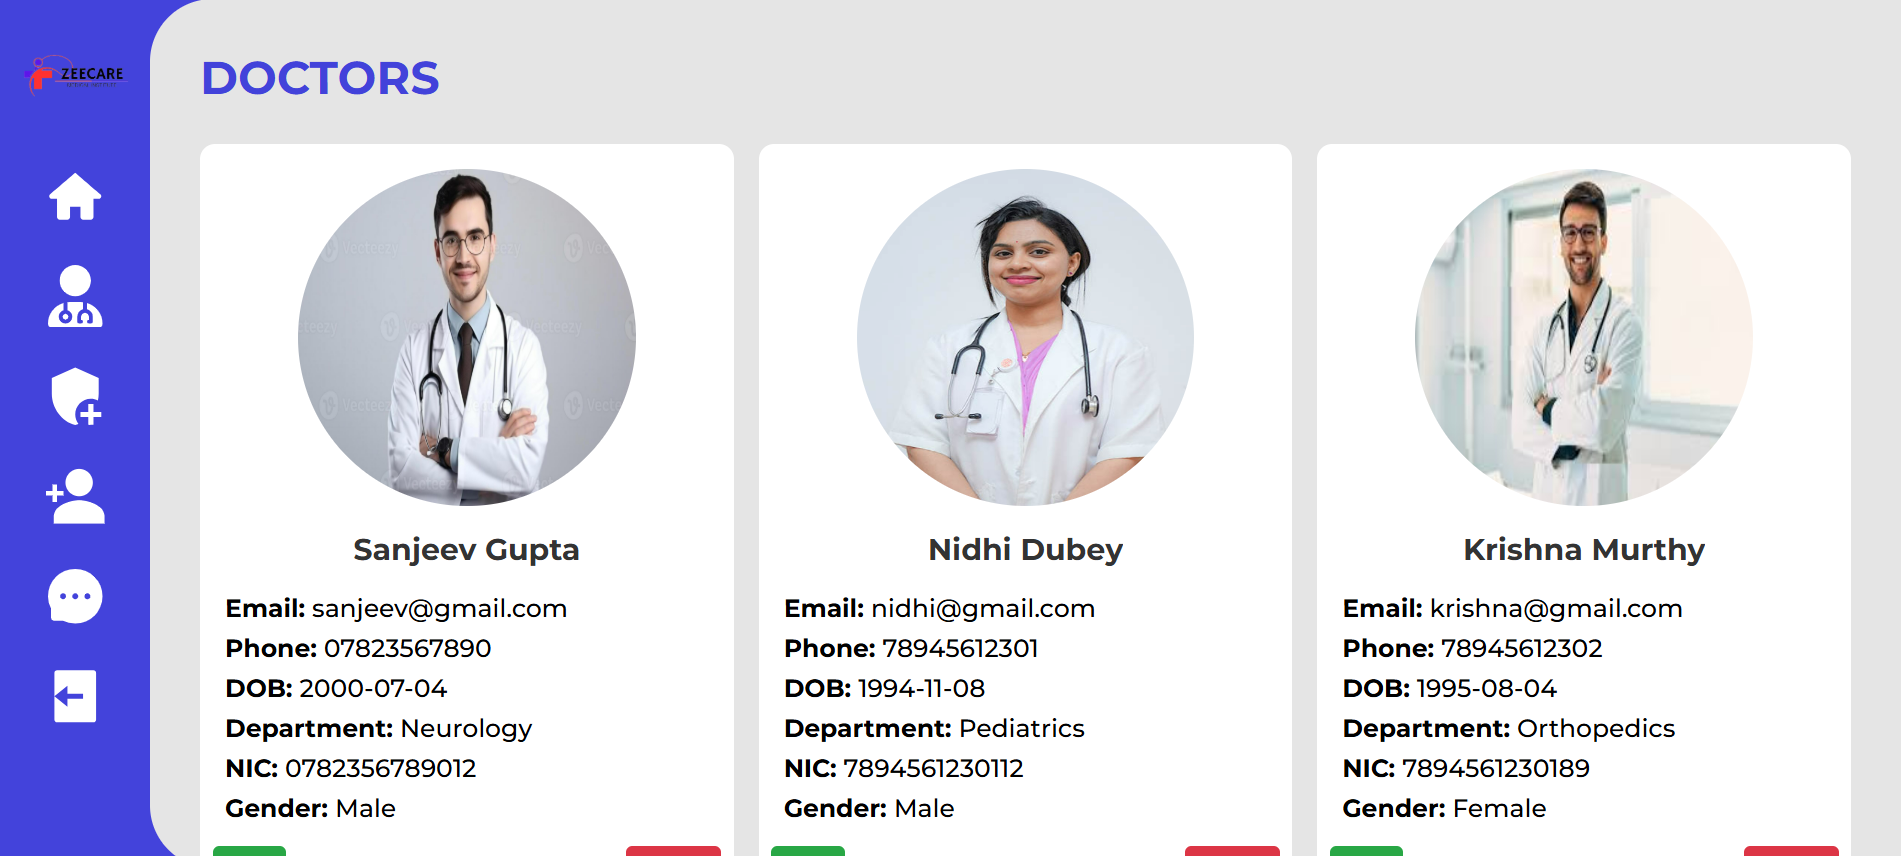 ZEECARE
DOCTORS
vecteezy
Sanjeev Gupta
Email: sanjeev@gmail.com
Phone: 07823567890
DOB: 2000-07-04
Department: Neurology
NIC: 0782356789012
Gender: Male
Nidhi Dubey
Email: nidhi@gmail.com
Phone: 78945612301
DOB: 1994-11-08
Department: Pediatrics
NIC: 7894561230112
Gender: Male
Krishna Murthy
Email: krishna@gmail.com
Phone: 78945612302
DOB: 1995-08-04
Department: Orthopedics
NIC: 7894561230189
Gender: Female